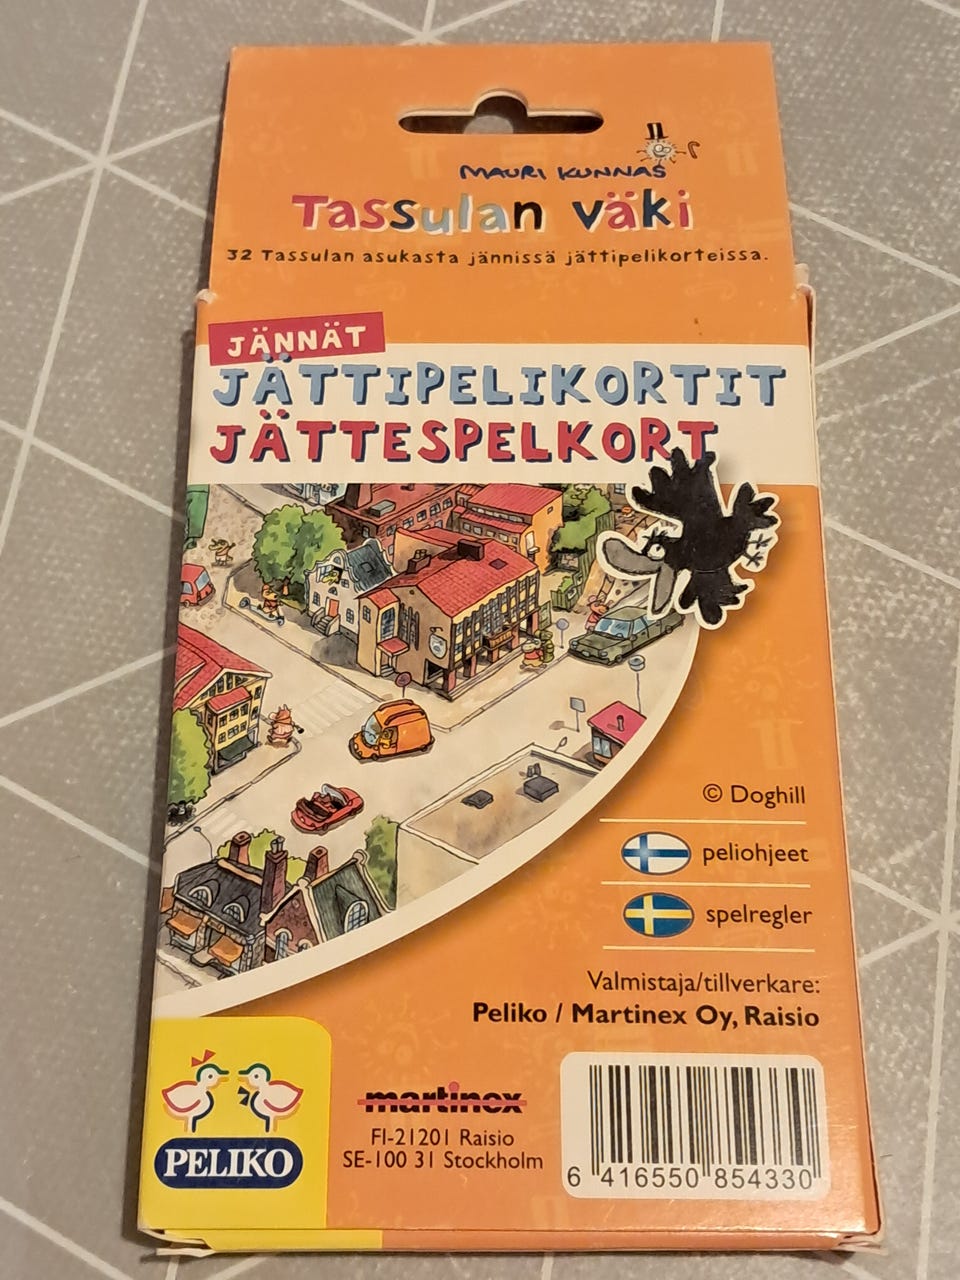 MAURI KUNNAS
Tassulan väki
32 Tassulan asukasta jännissä jättipelikorteissa.
JÄNNÄT
JÄTTIPELIKORTIT
JÄTTESPELKORT
© Doghill
peliohjeet
spelregler
Valmistaja/tillverkare:
Peliko / Martinex Oy, Raisio
PELIKO
martinex
FI-21201 Raisio
SE-100 31 Stockholm
6 416550 854330